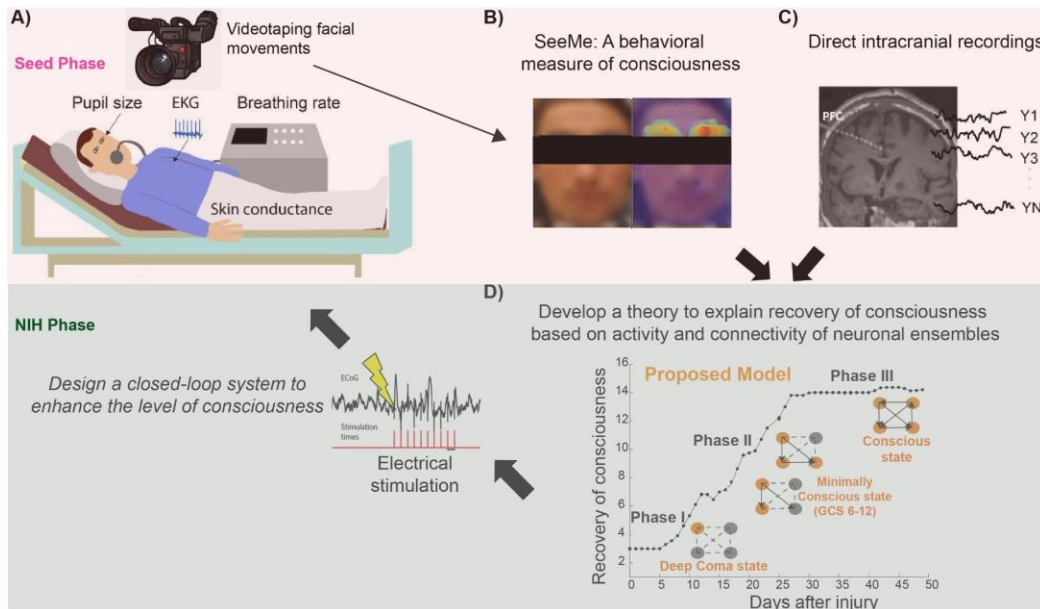 A)
Videotaping facial
movements
Seed Phase
Pupil size
EKG
Breathing rate
Skin conductance
B)
SeeMe: A behavioral
measure of consciousness
C)
Direct intracranial recordings
PFC
Y1
Y2
Y3
YN
NIH Phase
Design a closed-loop system to
enhance the level of consciousness
ECoG
Stimulation
times
Electrical
stimulation
D)
Develop a theory to explain recovery of consciousness
based on activity and connectivity of neuronal ensembles
Recovery of consciousness
16
14
12
10
8
6
4
2
Proposed Model
Phase III
Conscious
state
Phase II
Minimally
Conscious state
(GCS 6-12)
Phase I
Deep Coma state
0 5 10 15 20 25 30 35 40 45 50
Days after injury